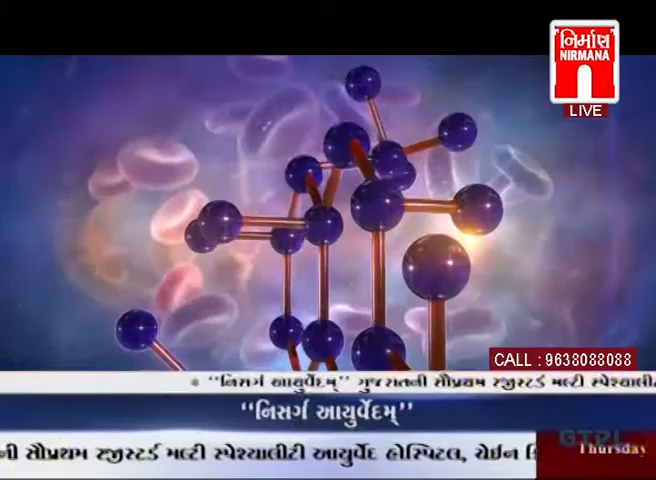 નિર્માણ
NIRMANA
LIVE
CALL : 9638088088
* “નિસર્ગ આયુર્વેદમ્” ગુજરાતની સૌપ્રથમ રજીસ્ટર્ડ મલ્ટી સ્પેશ્યાલીટી
“નિસર્ગ આયુર્વેદમ્”
ની સૌપ્રથમ રજીસ્ટર્ડ મલ્ટી સ્પેશ્યાલીટી આયુર્વેદ હોસ્પિટલ, ચેઈન
GTPL
Thursday